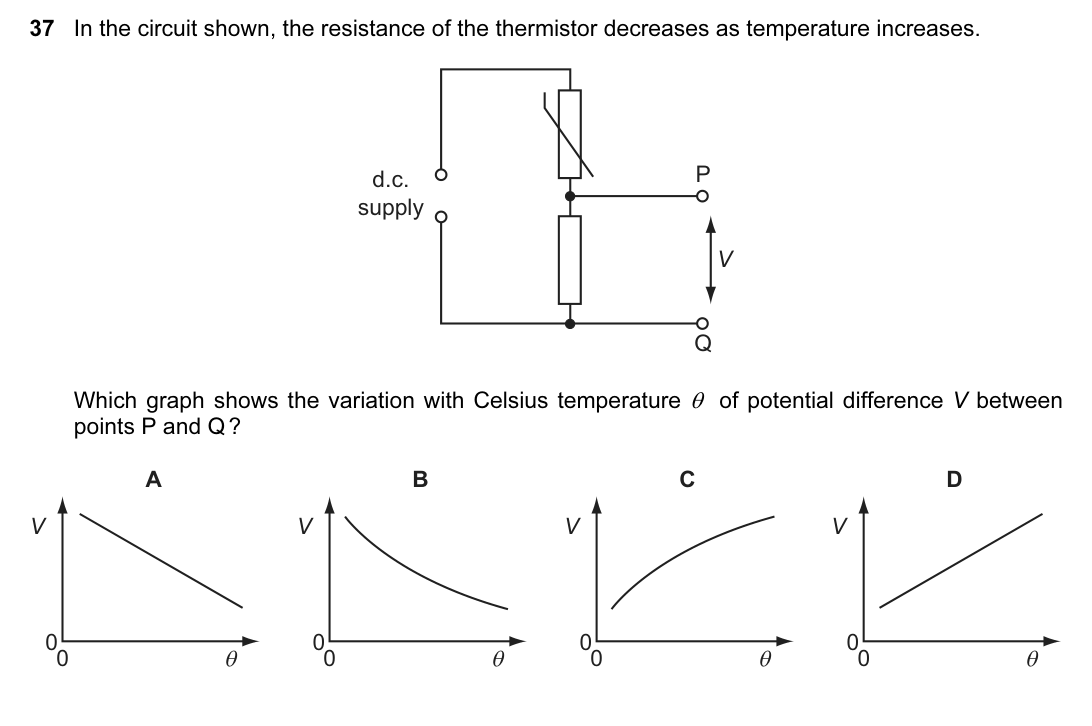 37 In the circuit shown, the resistance of the thermistor decreases as temperature increases.
d.c.
supply
P
V
Q
Which graph shows the variation with Celsius temperature θ of potential difference V between
points P and Q?
A B C D
V V V V
0 0 0 0
0 θ 0 θ 0 θ 0 θ